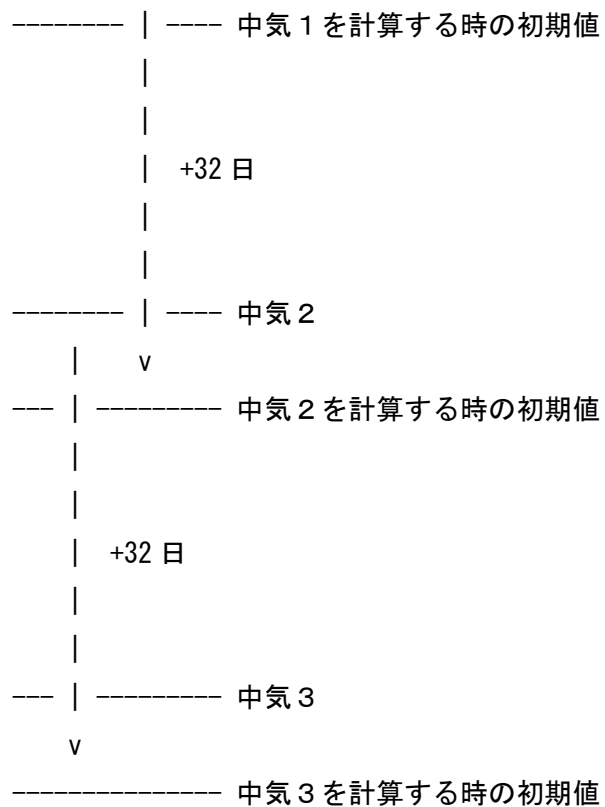 -------- | ---- 中気１を計算する時の初期値
|
|
| +32 日
|
|
-------- | ---- 中気２
| v
--- | --------- 中気２を計算する時の初期値
|
|
| +32 日
|
|
--- | --------- 中気３
v
--------------- 中気３を計算する時の初期値